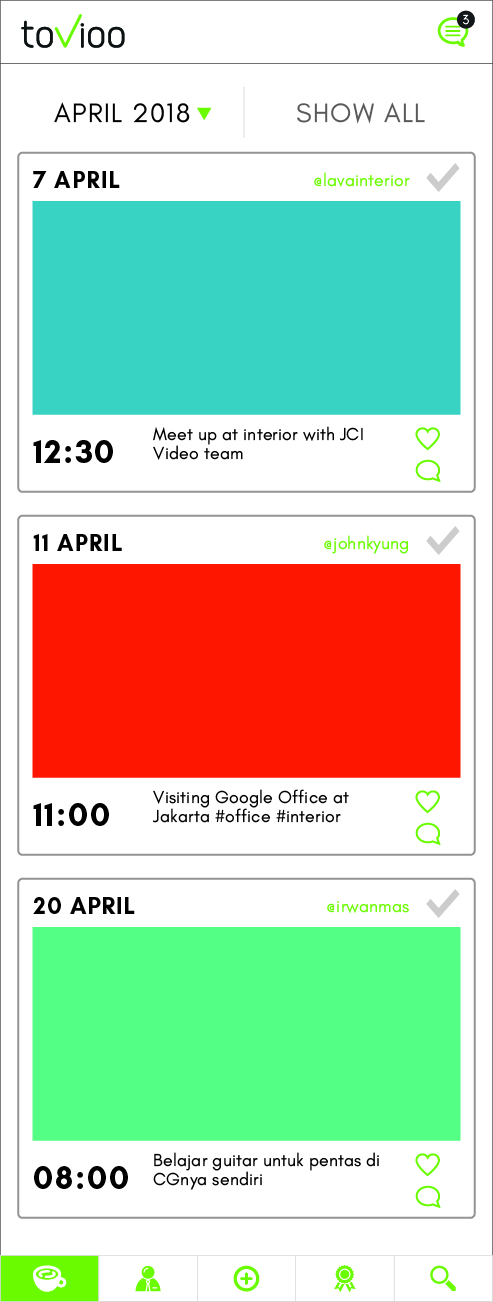 tovioo
3
APRIL 2018
SHOW ALL
7 APRIL
@lavainterior
12:30
Meet up at interior with JCI
Video team
11 APRIL
@johnkyung
11:00
Visiting Google Office at
Jakarta #office #interior
20 APRIL
@irwanmas
08:00
Belajar guitar untuk pentas di
CGnya sendiri